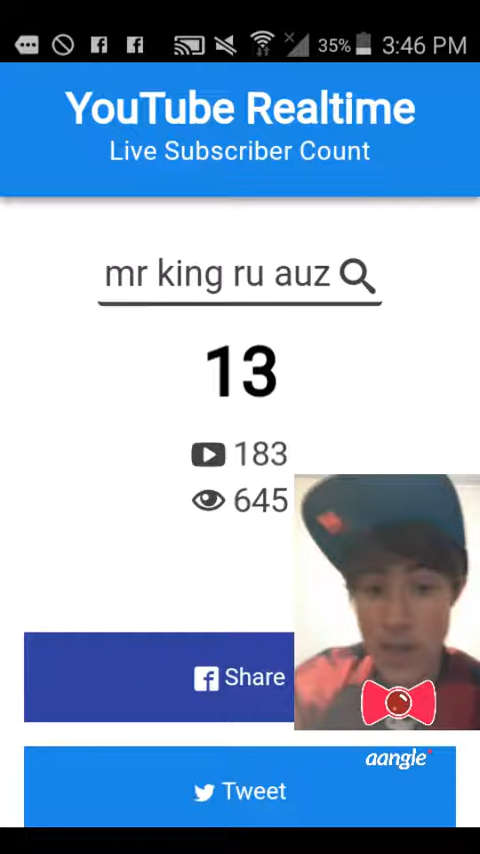 35% 3:46 PM
YouTube Realtime
Live Subscriber Count
mr king ru auz
13
183
645
Share
aangle
Tweet